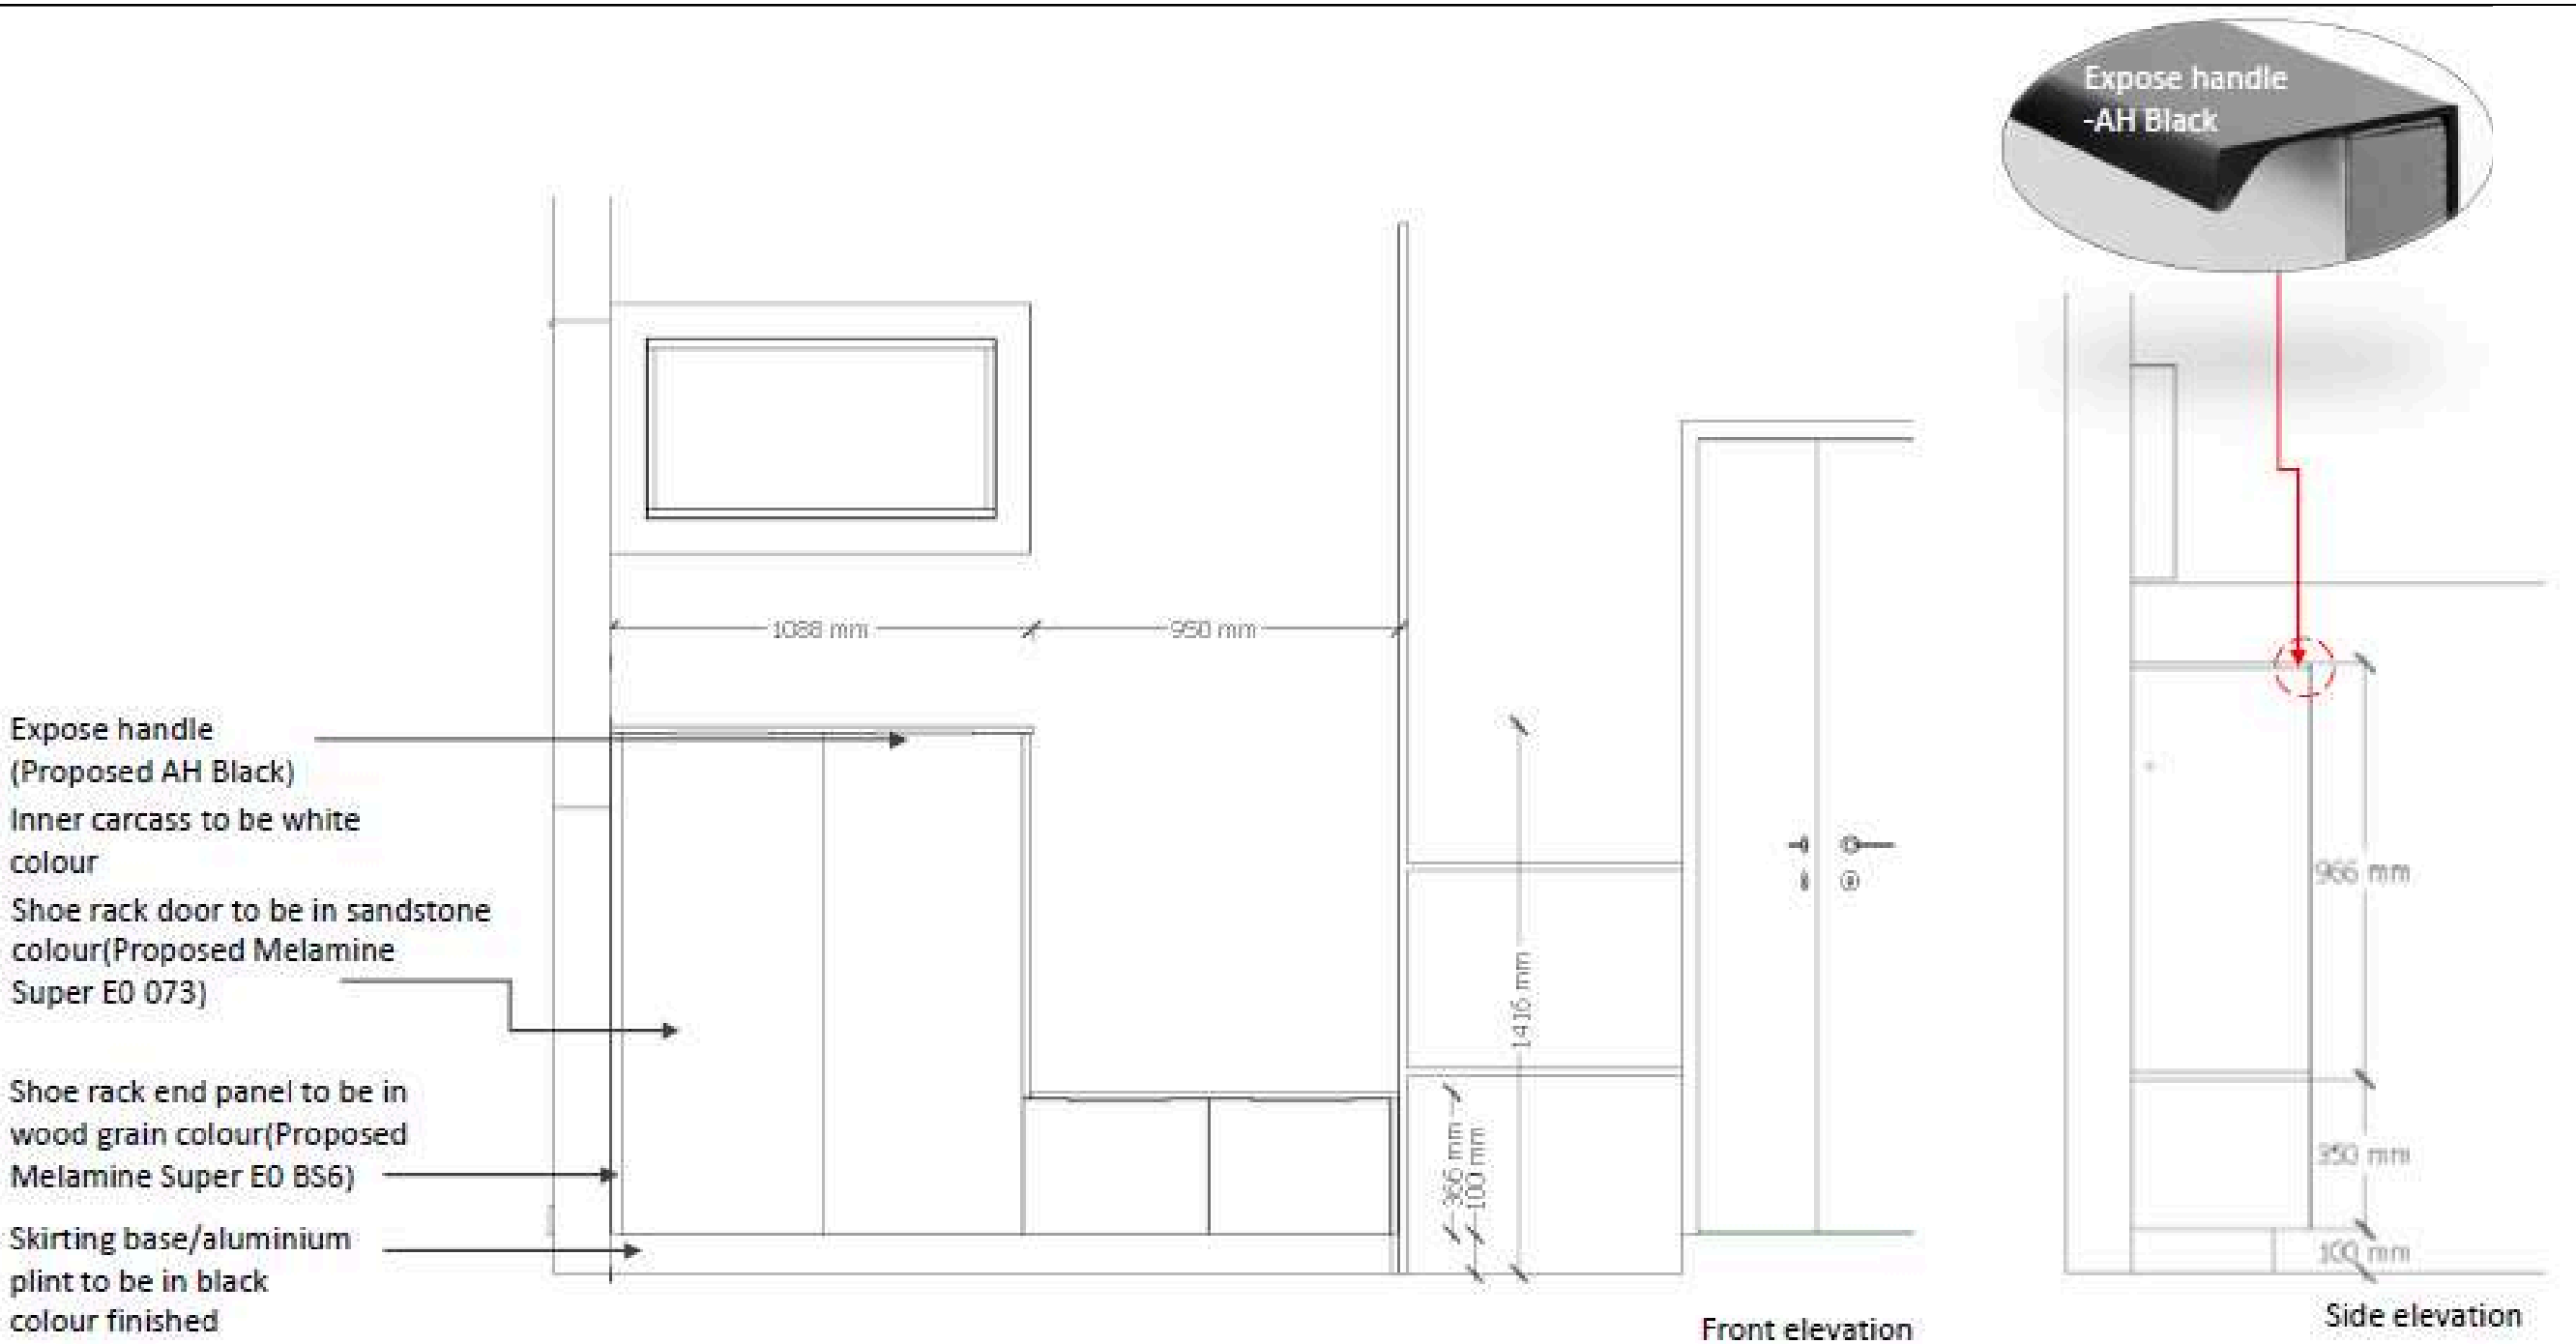 Expose handle
-AH Black
1088 mm
950 mm
Expose handle
(Proposed AH Black)
Inner carcass to be white
colour
Shoe rack door to be in sandstone
colour(Proposed Melamine
Super E0 073)
Shoe rack end panel to be in
wood grain colour(Proposed
Melamine Super E0 BS6)
Skirting base/aluminium
plint to be in black
colour finished
1416 mm
366 mm
100 mm
Front elevation
966 mm
350 mm
100 mm
Side elevation